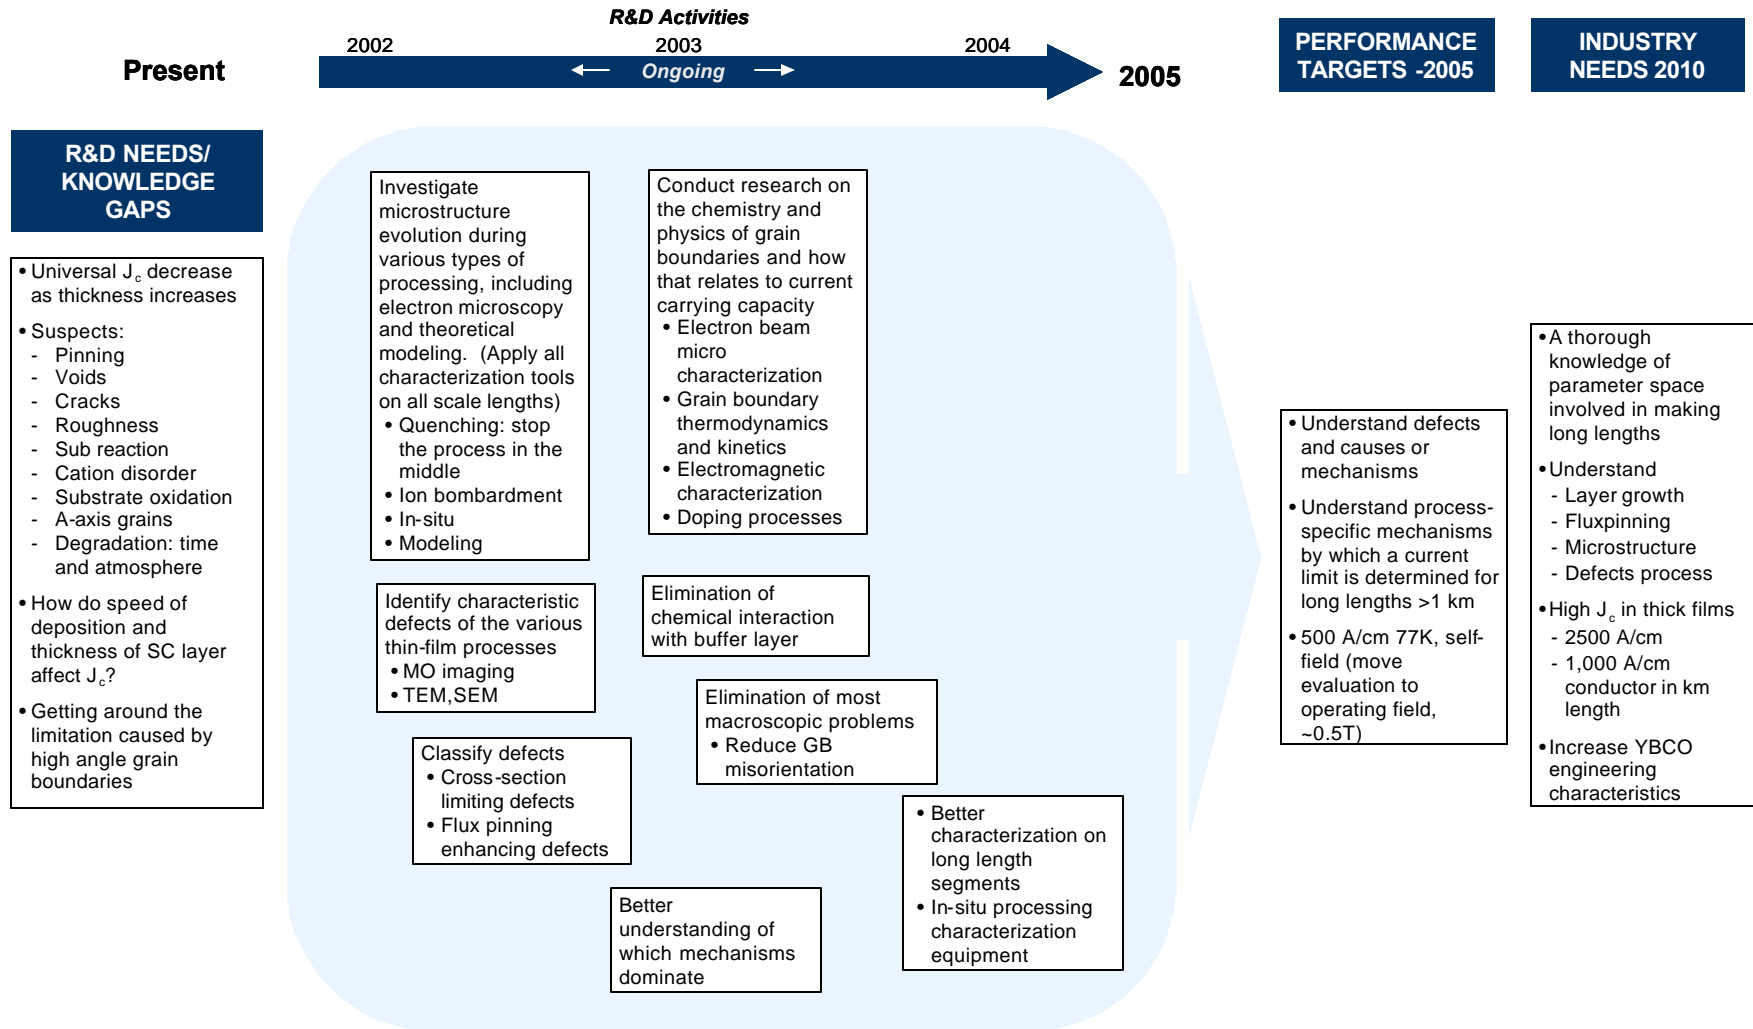 R&D Activities
2002
2003
2004
Present
Ongoing
2005
PERFORMANCE
TARGETS -2005
INDUSTRY
NEEDS 2010
R&D NEEDS/
KNOWLEDGE
GAPS
• Universal Jc decrease
as thickness increases
• Suspects:
- Pinning
- Voids
- Cracks
- Roughness
- Sub reaction
- Cation disorder
- Substrate oxidation
- A-axis grains
- Degradation: time
and atmosphere
• How do speed of
deposition and
thickness of SC layer
affect Jc?
• Getting around the
limitation caused by
high angle grain
boundaries
Investigate
microstructure
evolution during
various types of
processing, including
electron microscopy
and theoretical
modeling. (Apply all
characterization tools
on all scale lengths)
• Quenching: stop
the process in the
middle
• Ion bombardment
• In-situ
• Modeling
Identify characteristic
defects of the various
thin-film processes
• MO imaging
• TEM,SEM
Classify defects
• Cross-section
limiting defects
• Flux pinning
enhancing defects
Better
understanding of
which mechanisms
dominate
Conduct research on
the chemistry and
physics of grain
boundaries and how
that relates to current
carrying capacity
• Electron beam
micro
characterization
• Grain boundary
thermodynamics
and kinetics
• Electromagnetic
characterization
• Doping processes
Elimination of
chemical interaction
with buffer layer
Elimination of most
macroscopic problems
• Reduce GB
misorientation
• Better
characterization on
long length
segments
• In-situ processing
characterization
equipment
• Understand defects
and causes or
mechanisms
• Understand process-
specific mechanisms
by which a current
limit is determined for
long lengths >1 km
• 500 A/cm 77K, self-
field (move
evaluation to
operating field,
~0.5T)
• A thorough
knowledge of
parameter space
involved in making
long lengths
• Understand
- Layer growth
- Fluxpinning
- Microstructure
- Defects process
• High Jc in thick films
- 2500 A/cm
- 1,000 A/cm
conductor in km
length
• Increase YBCO
engineering
characteristics